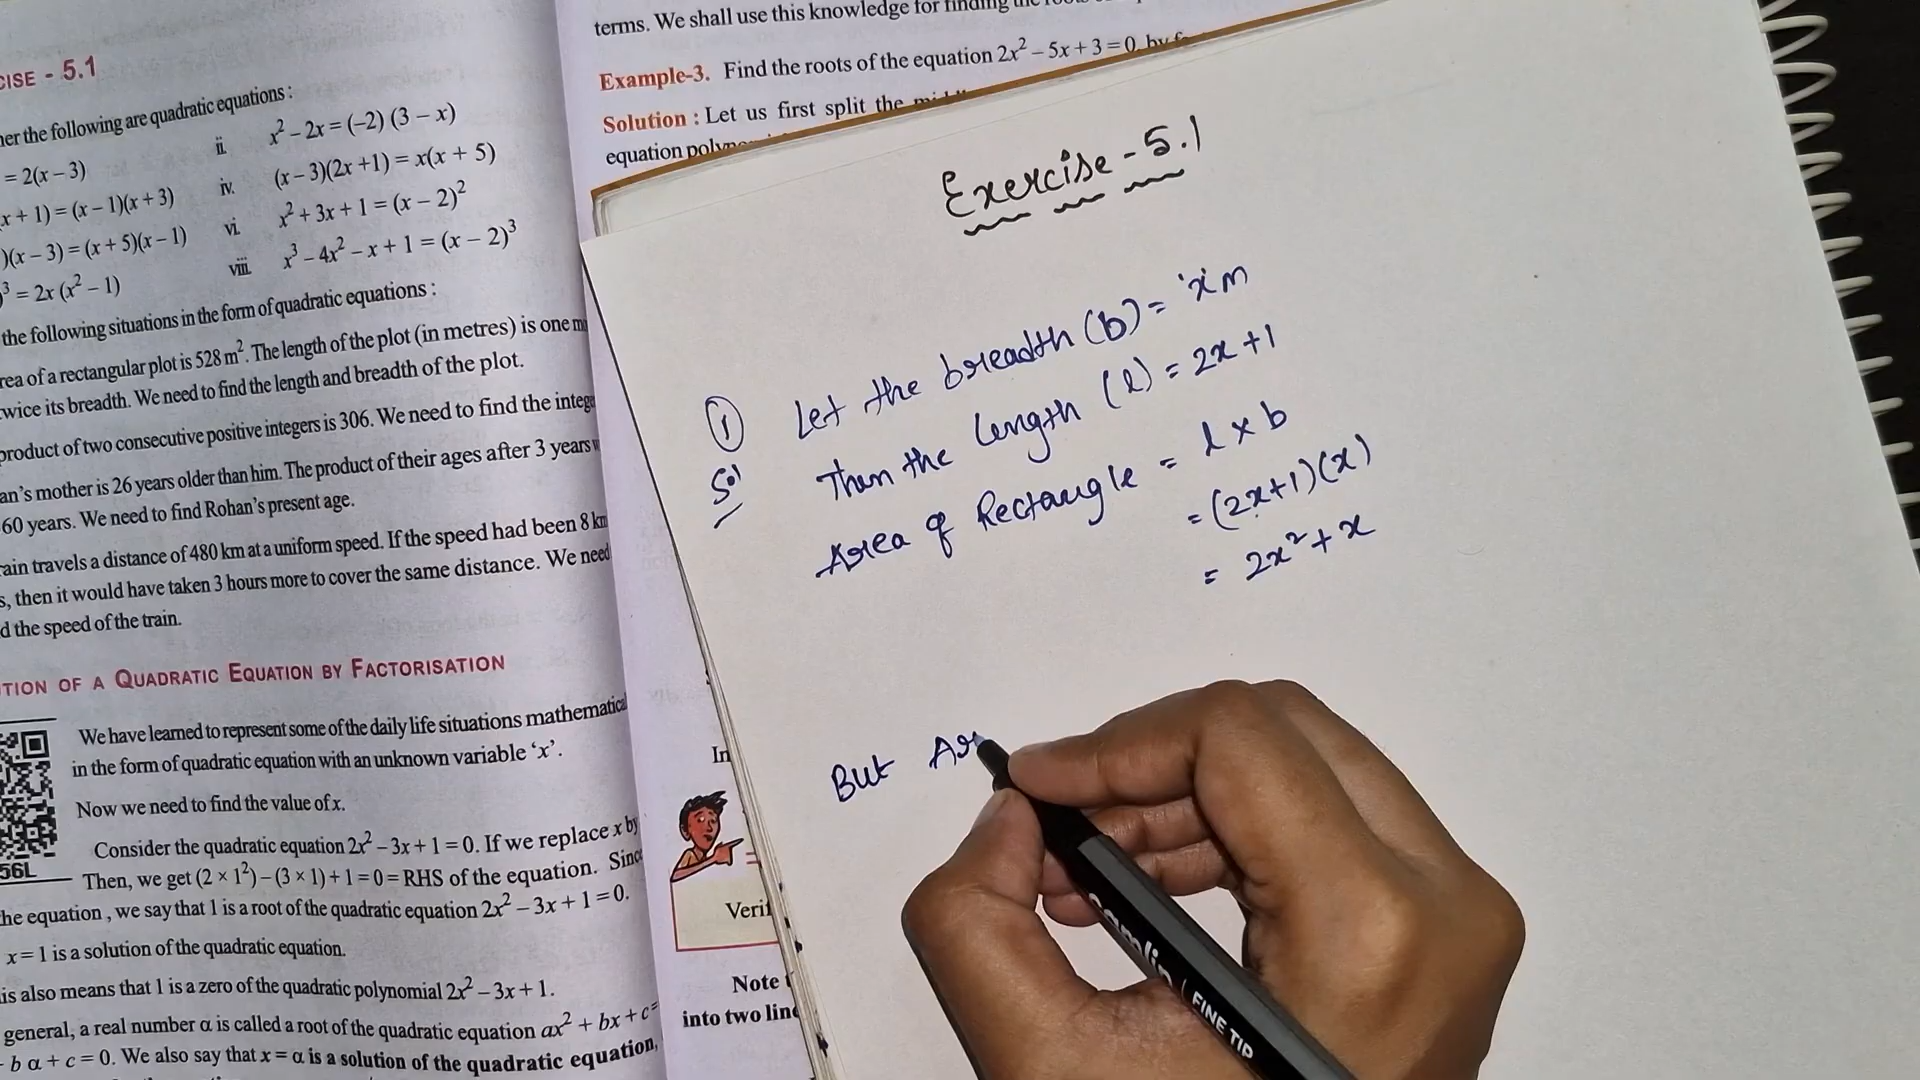 CISE - 5.1
her the following are quadratic equations :
ii. x² – 2x = (–2) (3 – x)
= 2(x – 3)
iv. (x – 3)(2x +1) = x(x + 5)
x + 1) = (x – 1)(x + 3)
vi. x² + 3x + 1 = (x – 2)²
)(x – 3) = (x + 5)(x – 1)
viii. x³ – 4x² – x + 1 = (x – 2)³
)³ = 2x (x² – 1)
the following situations in the form of quadratic equations :
rea of a rectangular plot is 528 m². The length of the plot (in metres) is one m
wice its breadth. We need to find the length and breadth of the plot.
product of two consecutive positive integers is 306. We need to find the integ
an's mother is 26 years older than him. The product of their ages after 3 years w
60 years. We need to find Rohan's present age.
rain travels a distance of 480 km at a uniform speed. If the speed had been 8 km
s, then it would have taken 3 hours more to cover the same distance. We need
d the speed of the train.
TION OF A QUADRATIC EQUATION BY FACTORISATION
We have learned to represent some of the daily life situations mathematica
in the form of quadratic equation with an unknown variable 'x'.
Now we need to find the value of x.
Consider the quadratic equation 2x² – 3x + 1 = 0. If we replace x by
56L
Then, we get (2 × 1²) – (3 × 1) + 1 = 0 = RHS of the equation. Since
he equation , we say that 1 is a root of the quadratic equation 2x² – 3x + 1 = 0.
x = 1 is a solution of the quadratic equation.
is also means that 1 is a zero of the quadratic polynomial 2x² – 3x + 1.
general, a real number α is called a root of the quadratic equation ax² + bx + c =
b α + c = 0. We also say that x = α is a solution of the quadratic equation,
terms. We shall use this knowledge for finding the
Example-3. Find the roots of the equation 2x² – 5x + 3 = 0, by
Solution : Let us first split the
equation
In
=
Verif
Note
into two line
Exercise - 5.1
① Let the breadth (b) = 'x' m
Sol Then the length (l) = 2x + 1
Area of Rectangle = l × b
= (2x+1)(x)
= 2x² + x
But Ar
camlin | FINE TIP